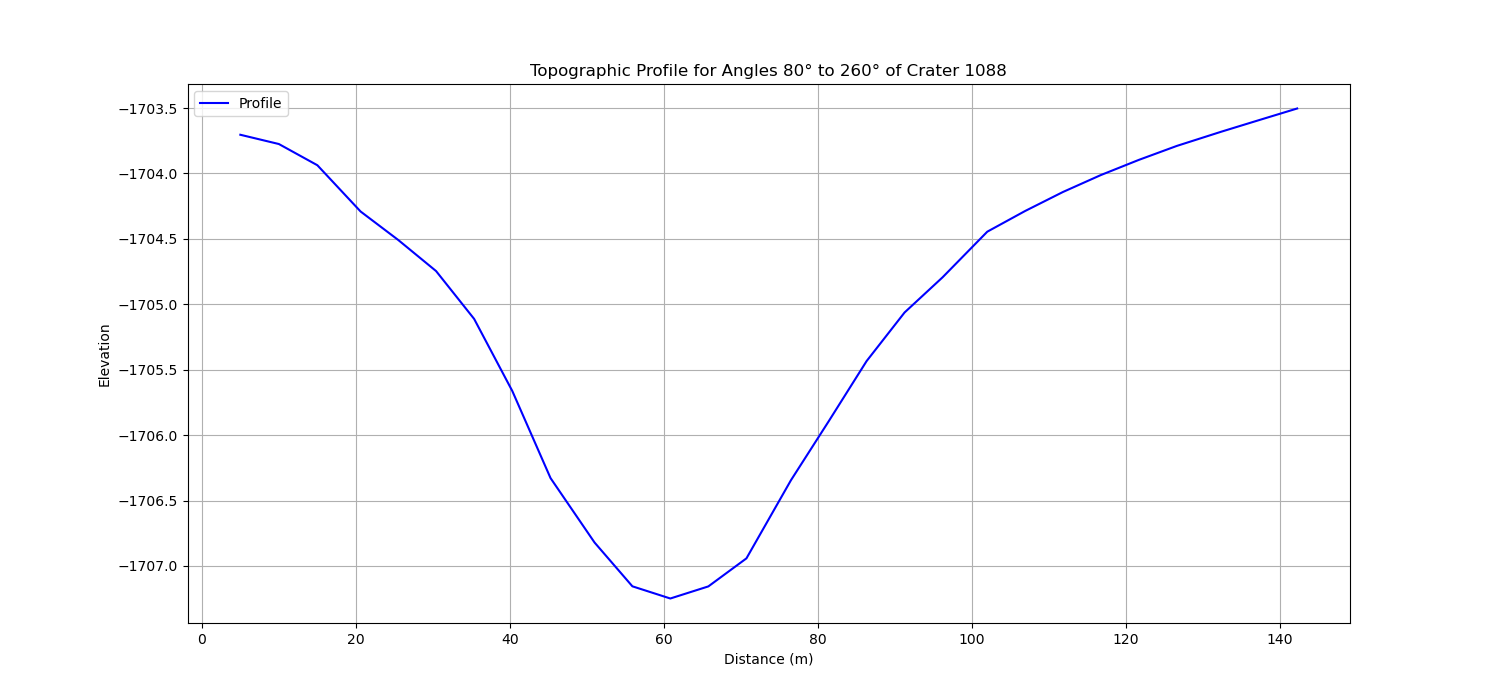 Topographic Profile for Angles 80° to 260° of Crater 1088
Profile
−1703.5
−1704.0
−1704.5
−1705.0
−1705.5
−1706.0
−1706.5
−1707.0
Elevation
0 20 40 60 80 100 120 140
Distance (m)